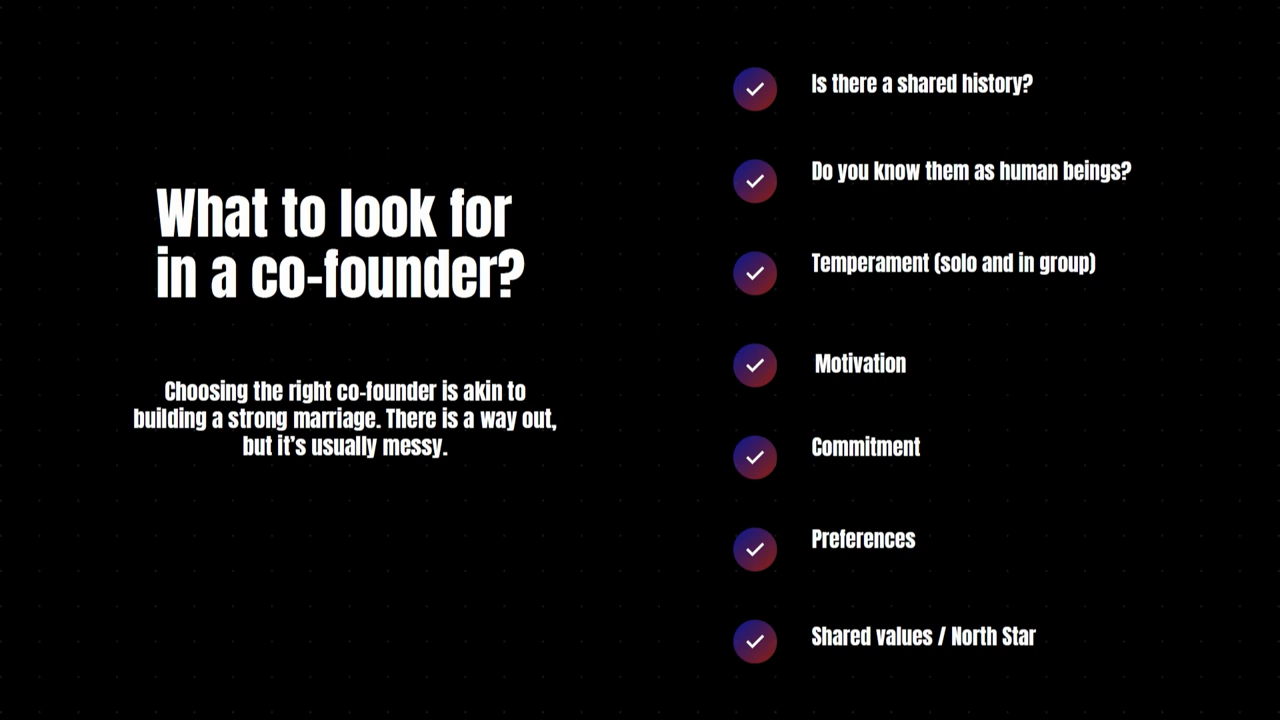 What to look for
in a co-founder?
Choosing the right co-founder is akin to
building a strong marriage. There is a way out,
but it’s usually messy.
Is there a shared history?
Do you know them as human beings?
Temperament (solo and in group)
Motivation
Commitment
Preferences
Shared values / North Star